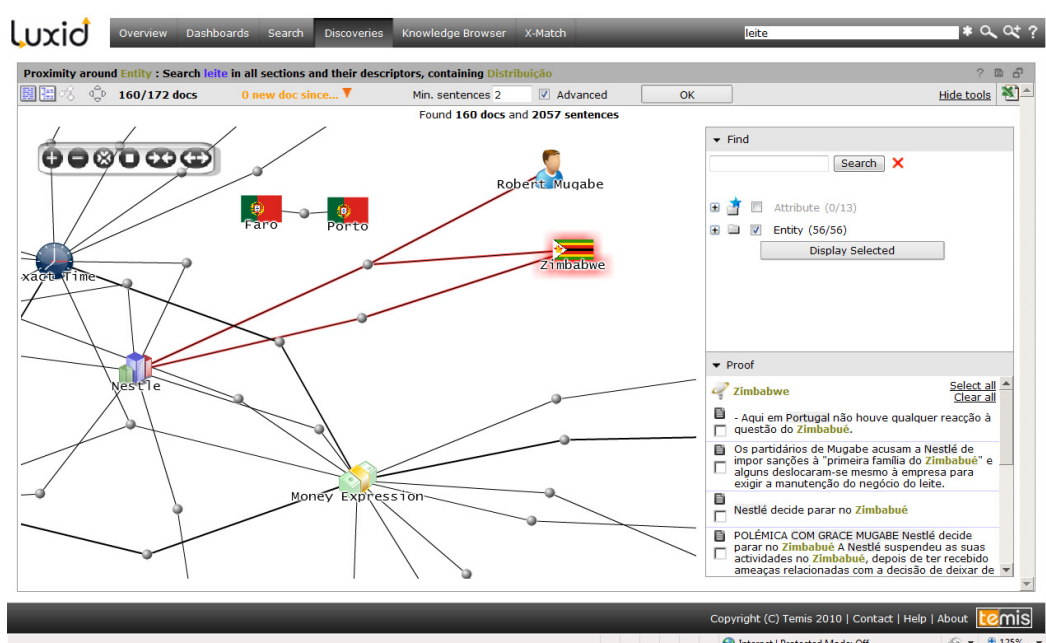 Luxid
Overview Dashboards Search Discoveries Knowledge Browser X-Match
leite
?
Proximity around Entity : Search leite in all sections and their descriptors, containing Distribuição
?
160/172 docs 0 new doc since... Min. sentences 2 Advanced OK Hide tools
Found 160 docs and 2057 sentences
Robert Mugabe
Faro
Porto
Zimbabwe
xact Time
Nestle
Money Expression
Find
Search
Attribute (0/13)
Entity (56/56)
Display Selected
Proof
Zimbabwe
Select all
Clear all
- Aqui em Portugal não houve qualquer reacção à
questão do Zimbabué.
Os partidários de Mugabe acusam a Nestlé de
impor sanções à "primeira família do Zimbabué" e
alguns deslocaram-se mesmo à empresa para
exigir a manutenção do negócio do leite.
Nestlé decide parar no Zimbabué
POLÉMICA COM GRACE MUGABE Nestlé decide
parar no Zimbabué A Nestlé suspendeu as suas
actividades no Zimbabué, depois de ter recebido
ameaças relacionadas com a decisão de deixar de
Copyright (C) Temis 2010 | Contact | Help | About temis
Internet | Protected Mode: Off 125%